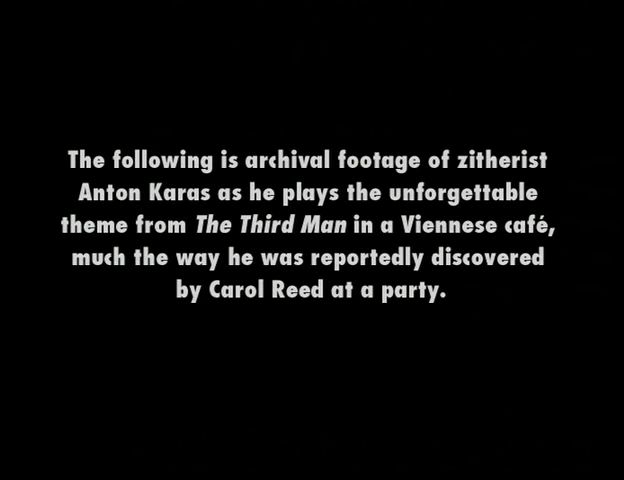 The following is archival footage of zitherist
Anton Karas as he plays the unforgettable
theme from The Third Man in a Viennese café,
much the way he was reportedly discovered
by Carol Reed at a party.